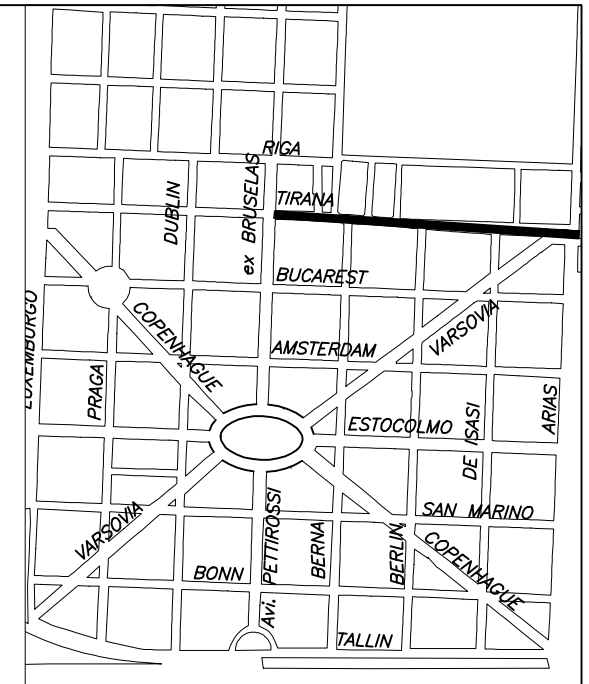 RIGA
TIRANA
DUBLIN
ex BRUSELAS
BUCAREST
COPENHAGUE
VARSOVIA
LUXEMBURGO
AMSTERDAM
PRAGA
ARIAS
ESTOCOLMO
DE ISASI
SAN MARINO
VARSOVIA
Avi. PETTIROSSI
BERNA
BERLIN
COPENHAGUE
BONN
TALLIN